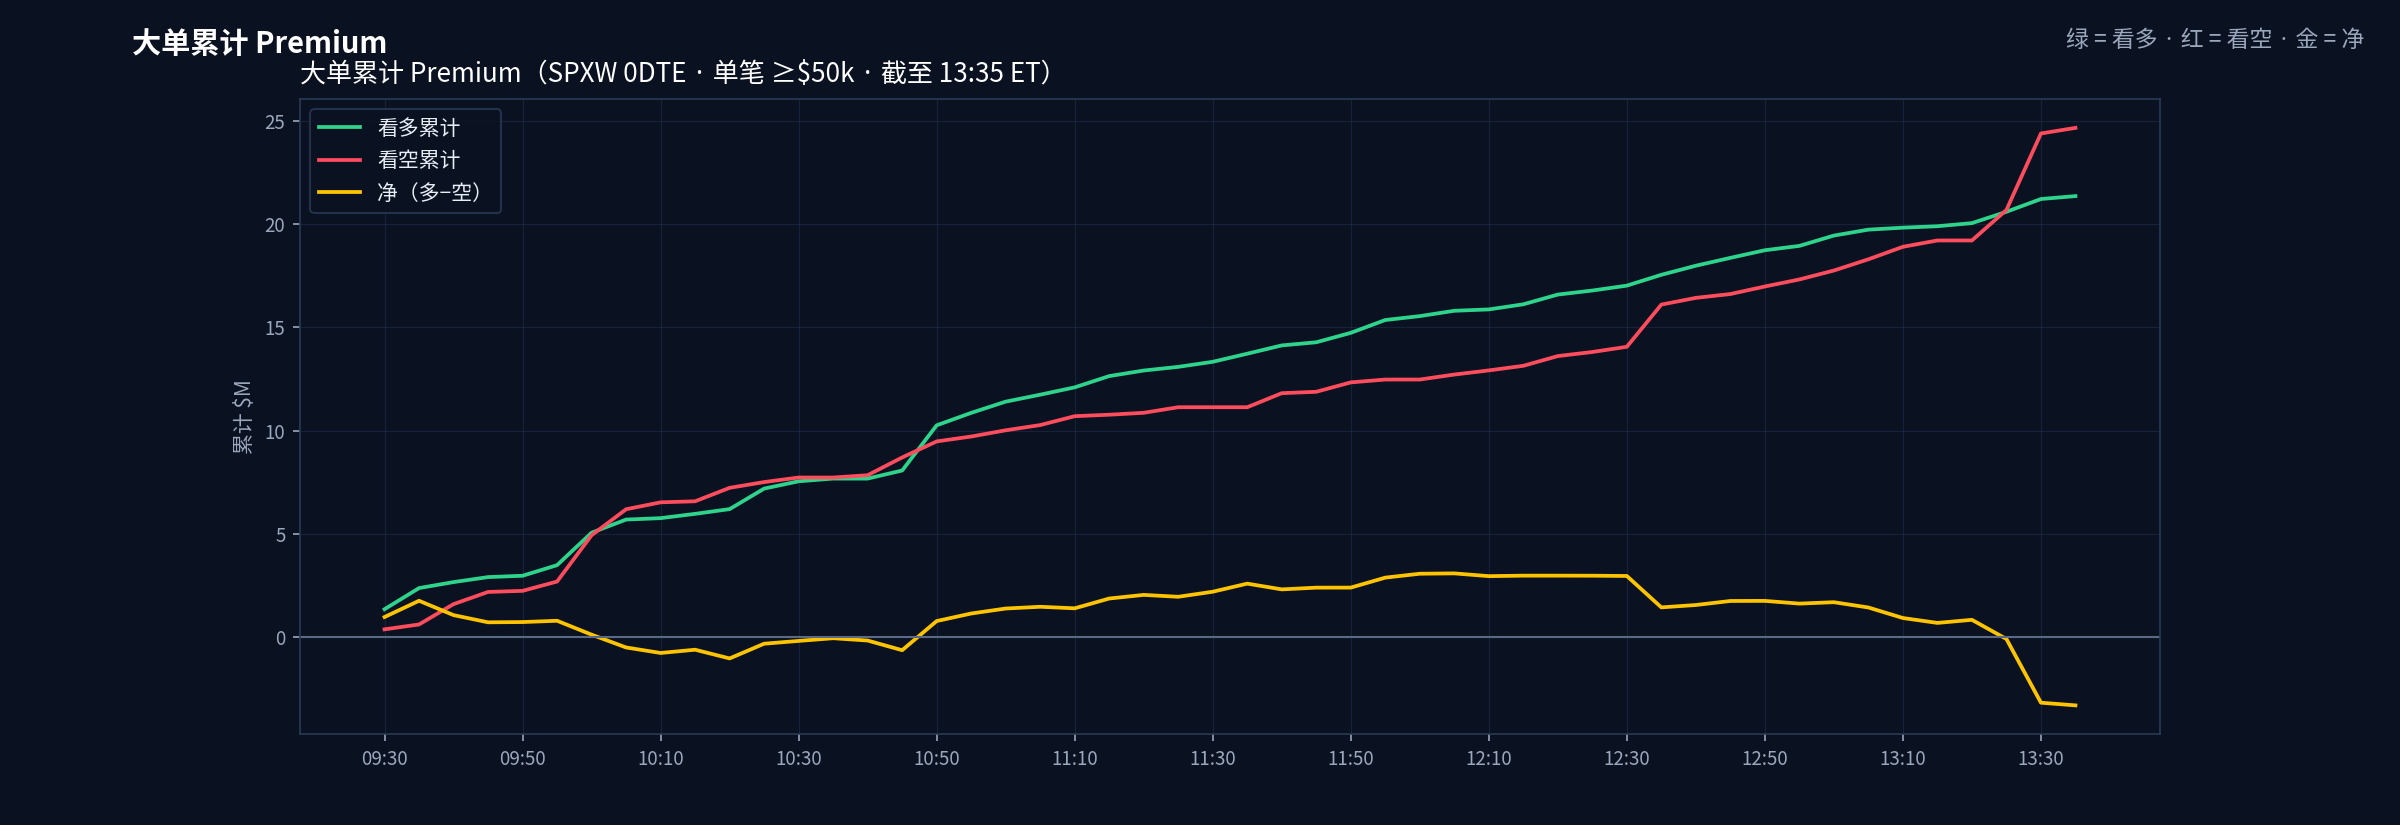 大单累计 Premium
绿 = 看多 · 红 = 看空 · 金 = 净
大单累计 Premium（SPXW 0DTE · 单笔 ≥$50k · 截至 13:35 ET）
看多累计
看空累计
净（多−空）
25
20
15
10
5
0
累计 $M
09:30 09:50 10:10 10:30 10:50 11:10 11:30 11:50 12:10 12:30 12:50 13:10 13:30